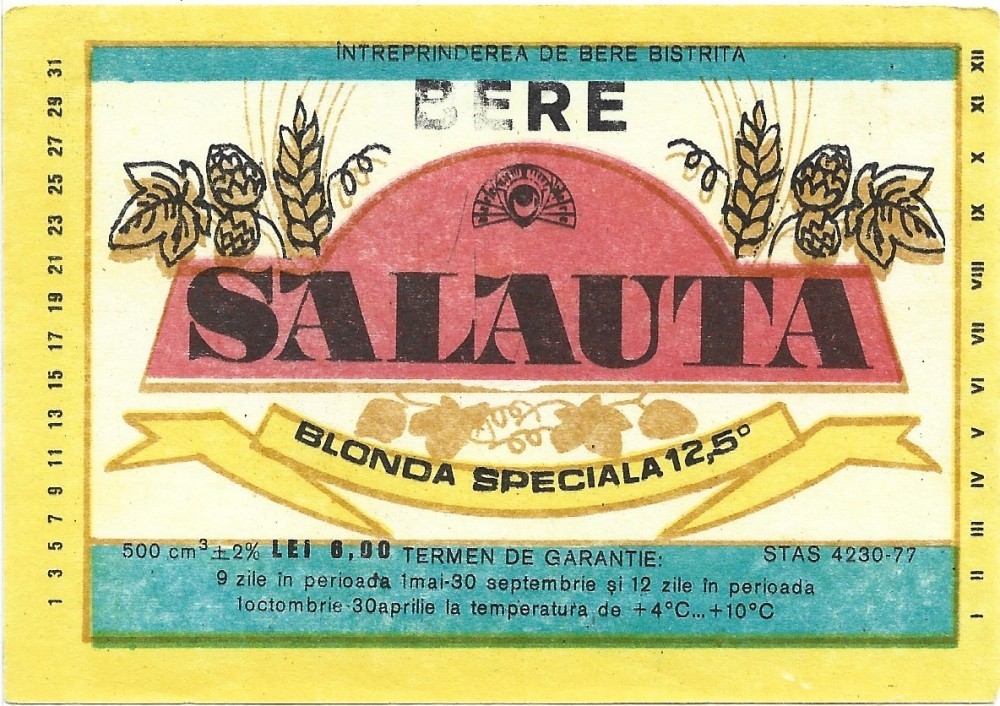 ÎNTREPRINDEREA DE BERE BISTRITA
BERE
SALAUTA
BLONDA SPECIALA 12,5°
500 cm³ ±2% LEI 6,00 TERMEN DE GARANTIE: STAS 4230-77
9 zile în perioada 1mai-30 septembrie și 12 zile în perioada
1octombrie-30aprilie la temperatura de +4°C...+10°C
31 29 27 25 23 21 19 17 15 13 11 9 7 5 3 1
XII XI X IX VIII VII VI V IV III II I